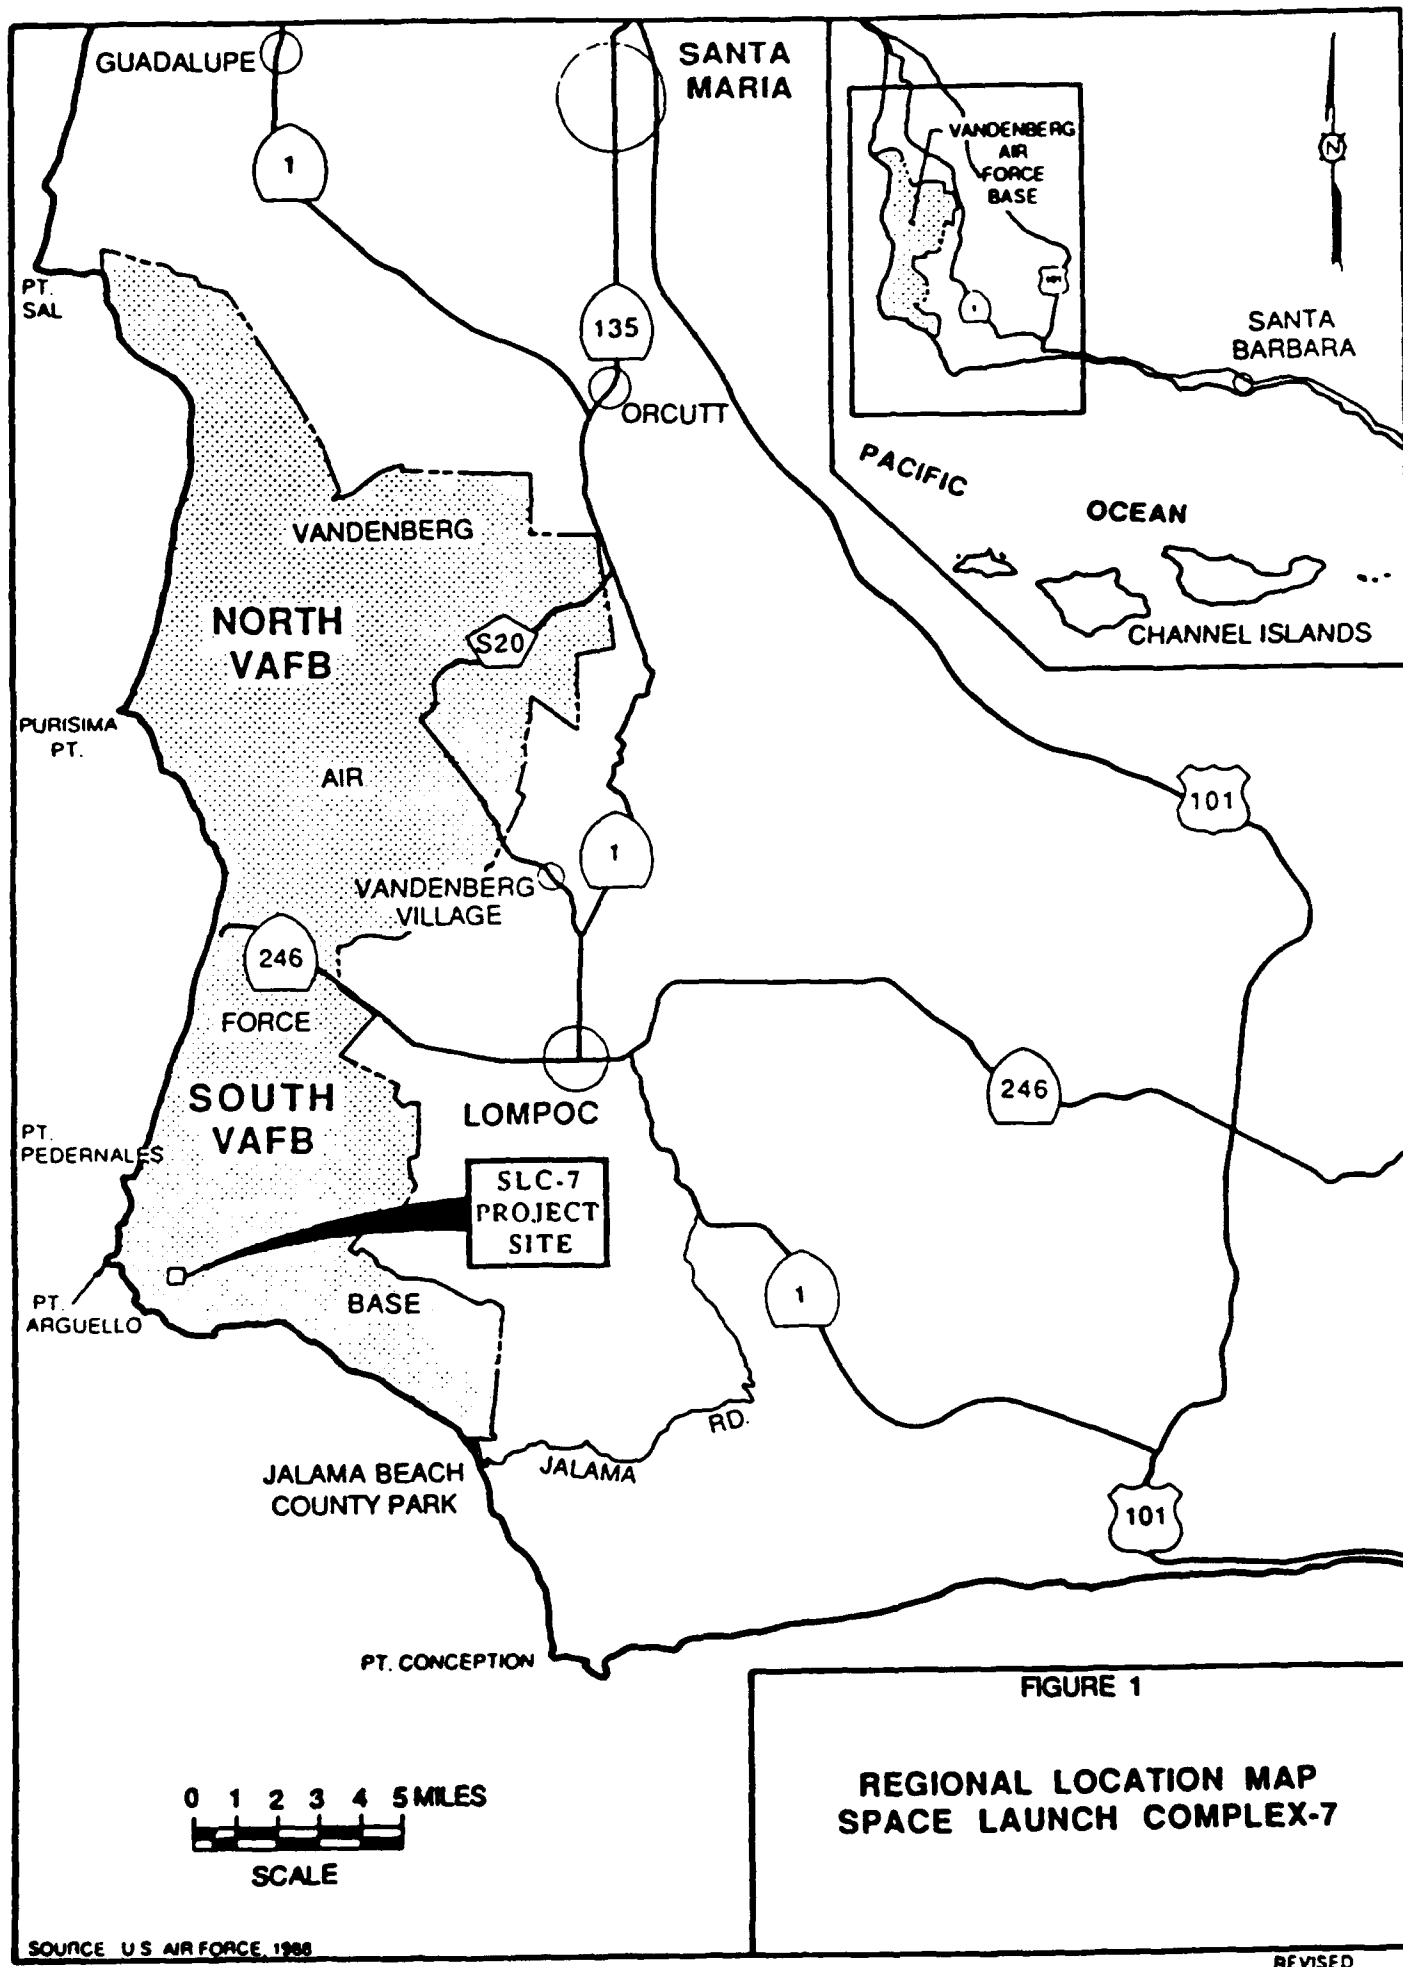 GUADALUPE
SANTA
MARIA
1
135
ORCUTT
PT.
SAL
VANDENBERG
AIR
FORCE
BASE
N
101
1
SANTA
BARBARA
PACIFIC
OCEAN
CHANNEL ISLANDS
VANDENBERG
NORTH
VAFB
S20
PURISIMA
PT.
AIR
101
1
VANDENBERG
VILLAGE
246
FORCE
SOUTH
VAFB
LOMPOC
246
PT.
PEDERNALES
SLC-7
PROJECT
SITE
PT.
ARGUELLO
BASE
1
JALAMA RD.
JALAMA BEACH
COUNTY PARK
101
PT. CONCEPTION
FIGURE 1
REGIONAL LOCATION MAP
SPACE LAUNCH COMPLEX-7
0 1 2 3 4 5 MILES
SCALE
SOURCE U S AIR FORCE, 1988
REVISED